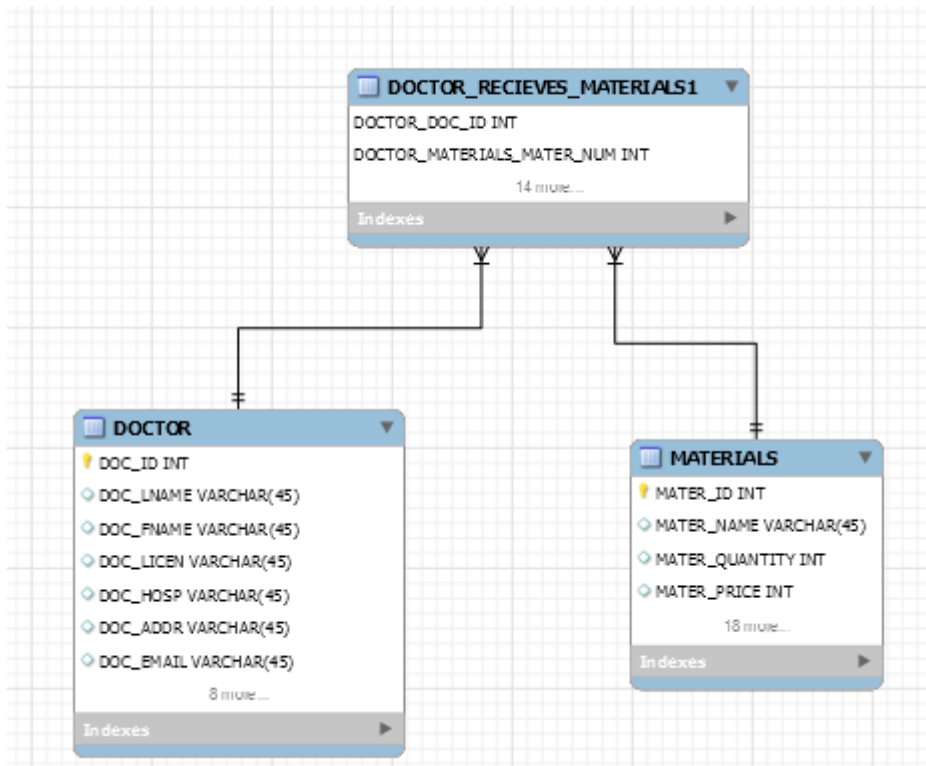 DOCTOR_RECIEVES_MATERIALS1
DOCTOR_DOC_ID INT
DOCTOR_MATERIALS_MATER_NUM INT
14 more...
Indexes
DOCTOR
DOC_ID INT
DOC_LNAME VARCHAR(45)
DOC_FNAME VARCHAR(45)
DOC_LICEN VARCHAR(45)
DOC_HOSP VARCHAR(45)
DOC_ADDR VARCHAR(45)
DOC_EMAIL VARCHAR(45)
8 more...
Indexes
MATERIALS
MATER_ID INT
MATER_NAME VARCHAR(45)
MATER_QUANTITY INT
MATER_PRICE INT
18 more...
Indexes